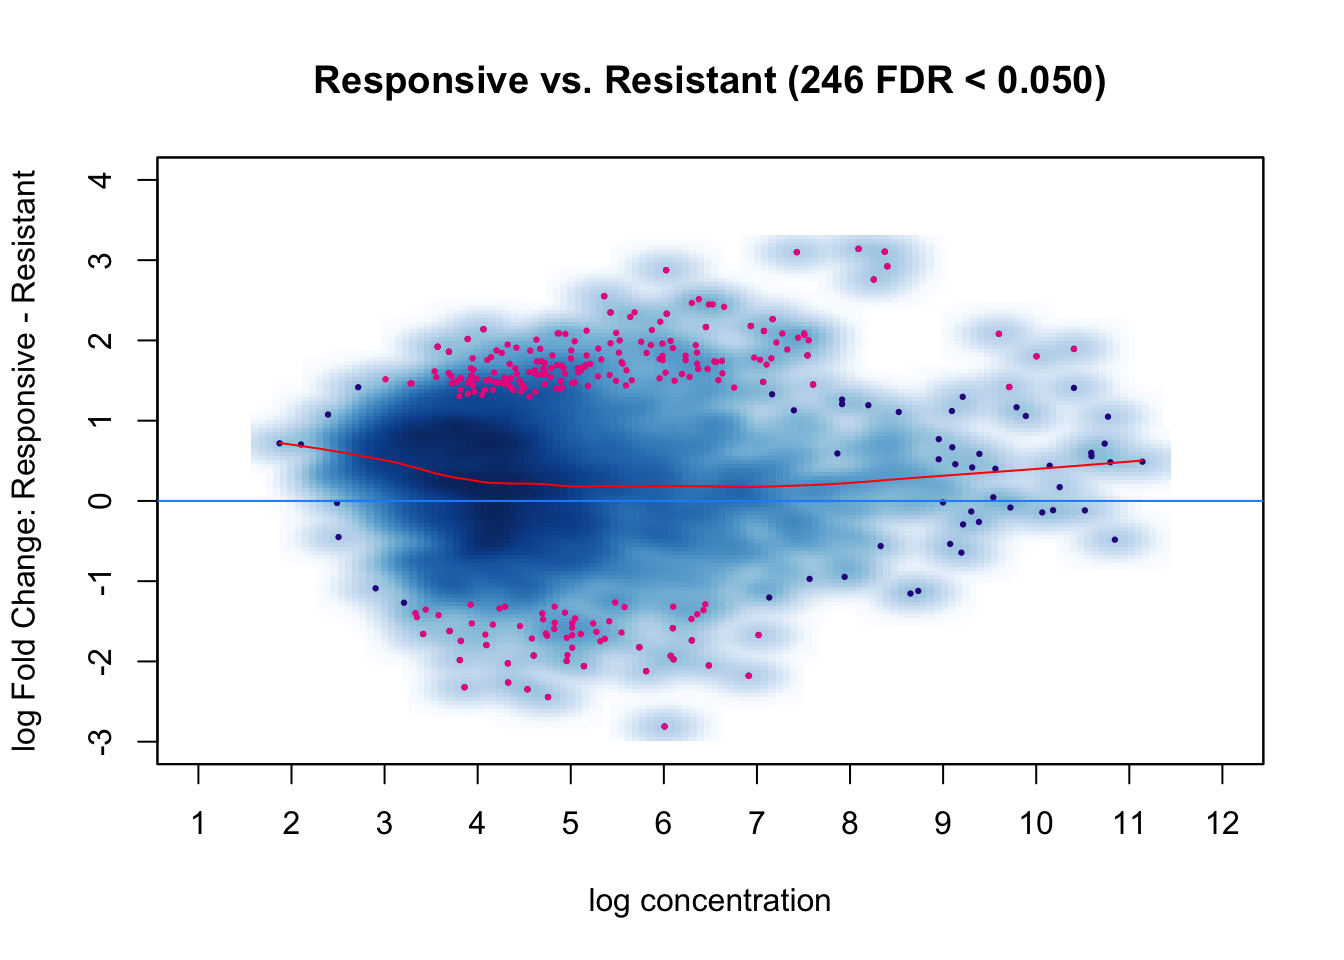 Responsive vs. Resistant (246 FDR < 0.050)
log Fold Change: Responsive - Resistant
4
3
2
1
0
-1
-2
-3
1 2 3 4 5 6 7 8 9 10 11 12
log concentration